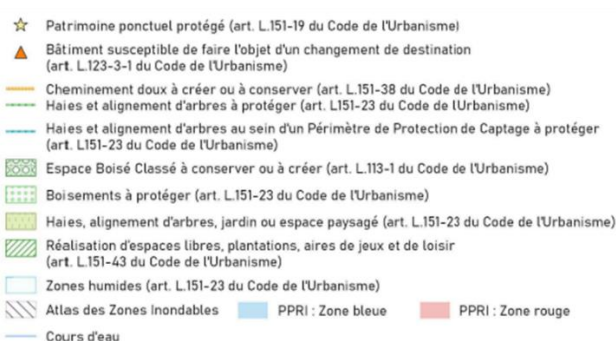 Patrimoine ponctuel protégé (art. L.151-19 du Code de l'Urbanisme)
Bâtiment susceptible de faire l'objet d'un changement de destination
(art. L.123-3-1 du Code de l'Urbanisme)
Cheminement doux à créer ou à conserver (art. L.151-38 du Code de l'Urbanisme)
Haies et alignement d'arbres à protéger (art. L151-23 du Code de lUrbanisme)
Haies et alignement d'arbres au sein d'un Périmètre de Protection de Captage à protéger
(art. L151-23 du Code de l'Urbanisme)
Espace Boisé Classé à conserver ou à créer (art. L.113-1 du Code de l'Urbanisme)
Boisements à protéger (art. L.151-23 du Code de l'Urbanisme)
Haies, alignement d'arbres, jardin ou espace paysagé (art. L.151-23 du Code de l'Urbanisme)
Réalisation d'espaces libres, plantations, aires de jeux et de loisir
(art. L.151-43 du Code de l'Urbanisme)
Zones humides (art. L.151-23 du Code de l'Urbanisme)
Atlas des Zones Inondables PPRI : Zone bleue PPRI : Zone rouge
Cours d'eau